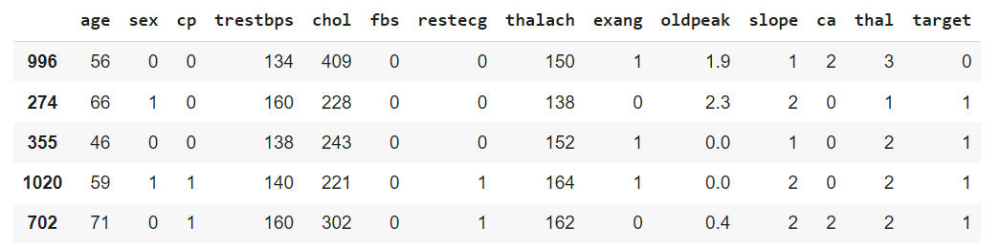 age sex cp trestbps chol fbs restecg thalach exang oldpeak slope ca thal target
996 56 0 0 134 409 0 0 150 1 1.9 1 2 3 0
274 66 1 0 160 228 0 0 138 0 2.3 2 0 1 1
355 46 0 0 138 243 0 0 152 1 0.0 1 0 2 1
1020 59 1 1 140 221 0 1 164 1 0.0 2 0 2 1
702 71 0 1 160 302 0 1 162 0 0.4 2 2 2 1